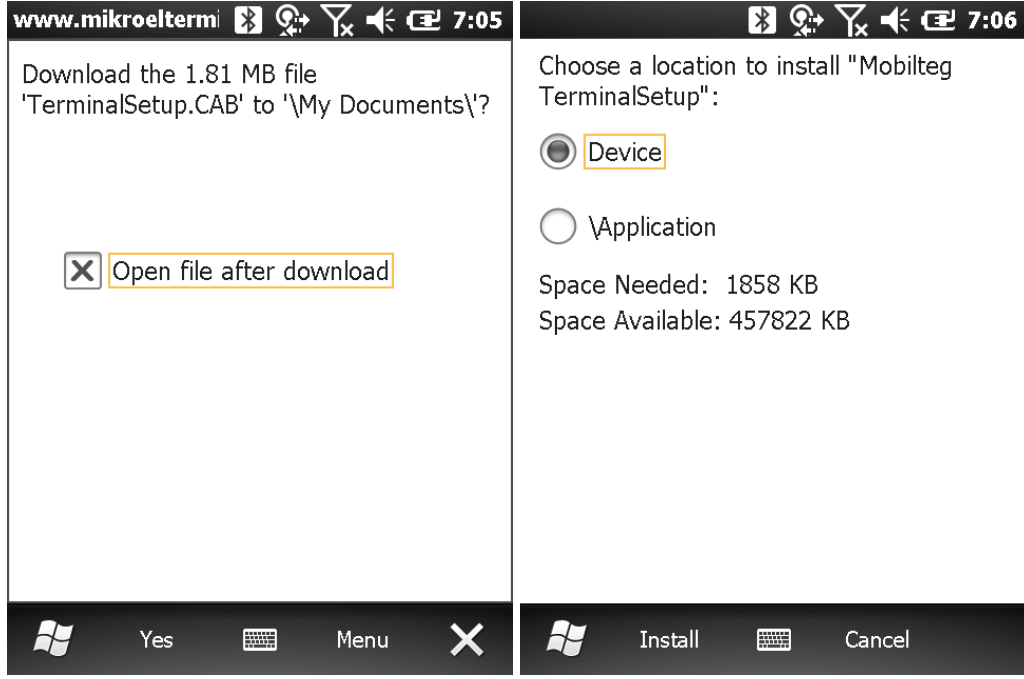 www.mikroeltermi 7:05
Download the 1.81 MB file
'TerminalSetup.CAB' to '\My Documents\'?
Open file after download
Yes Menu
7:06
Choose a location to install "Mobilteg
TerminalSetup":
Device
\Application
Space Needed: 1858 KB
Space Available: 457822 KB
Install Cancel